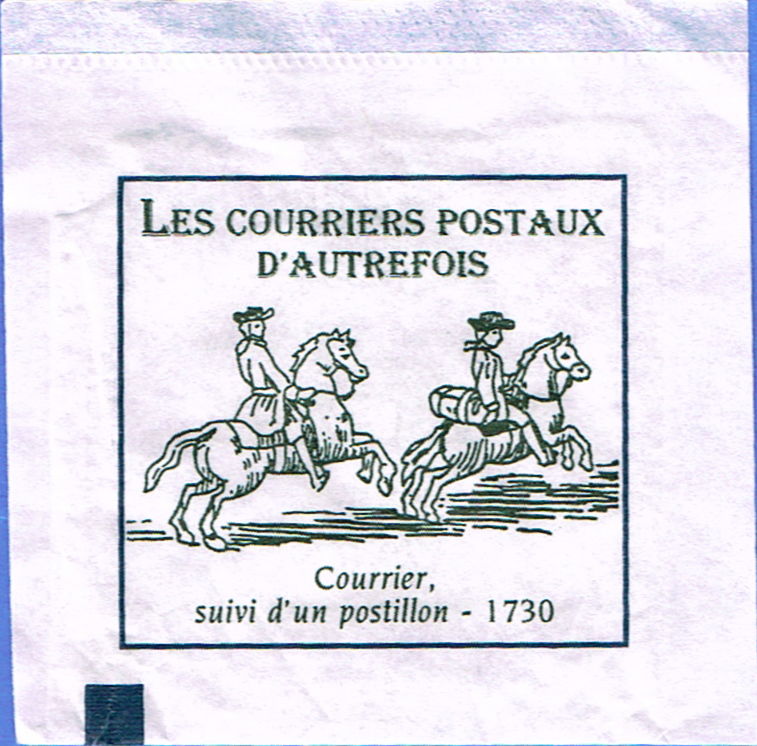 LES COURRIERS POSTAUX
D'AUTREFOIS
Courrier,
suivi d'un postillon - 1730